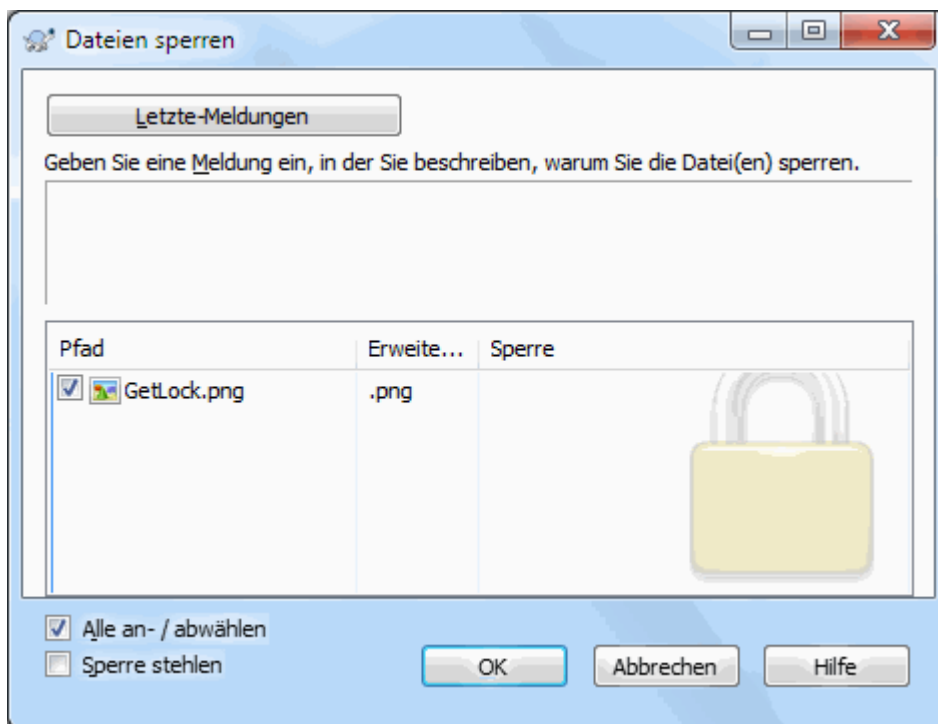 Dateien sperren
Letzte-Meldungen
Geben Sie eine Meldung ein, in der Sie beschreiben, warum Sie die Datei(en) sperren.
Pfad Erweite... Sperre
GetLock.png .png
Alle an- / abwählen
Sperre stehlen OK Abbrechen Hilfe